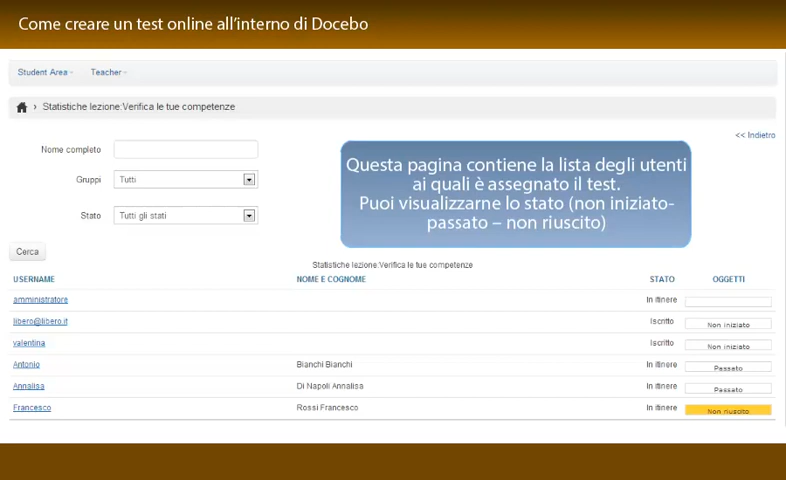 Come creare un test online all'interno di Docebo
Student Area Teacher
› Statistiche lezione:Verifica le tue competenze
<< Indietro
Nome completo
Gruppi Tutti
Stato Tutti gli stati
Questa pagina contiene la lista degli utenti
ai quali è assegnato il test.
Puoi visualizzarne lo stato (non iniziato-
passato – non riuscito)
Cerca
Statistiche lezione:Verifica le tue competenze
USERNAME NOME E COGNOME STATO OGGETTI
amministratore In itinere
libero@libero.it Iscritto Non iniziato
valentina Iscritto Non iniziato
Antonio Bianchi Bianchi In itinere Passato
Annalisa Di Napoli Annalisa In itinere Passato
Francesco Rossi Francesco In itinere Non riuscito